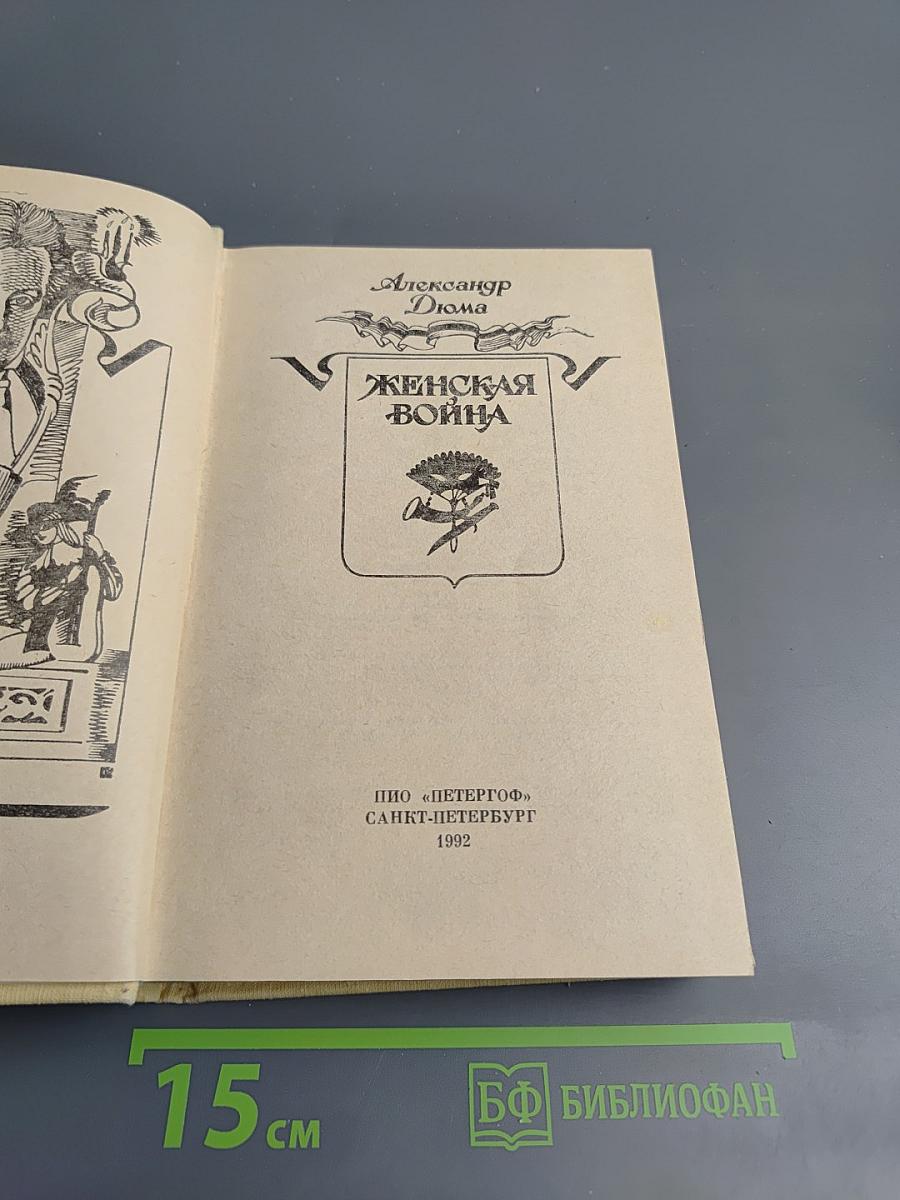 Александр
Дюма
ЖЕНСКАЯ
ВОЙНА
ПИО «ПЕТЕРГОФ»
САНКТ-ПЕТЕРБУРГ
1992
15 см
БФ БИБЛИОФАН